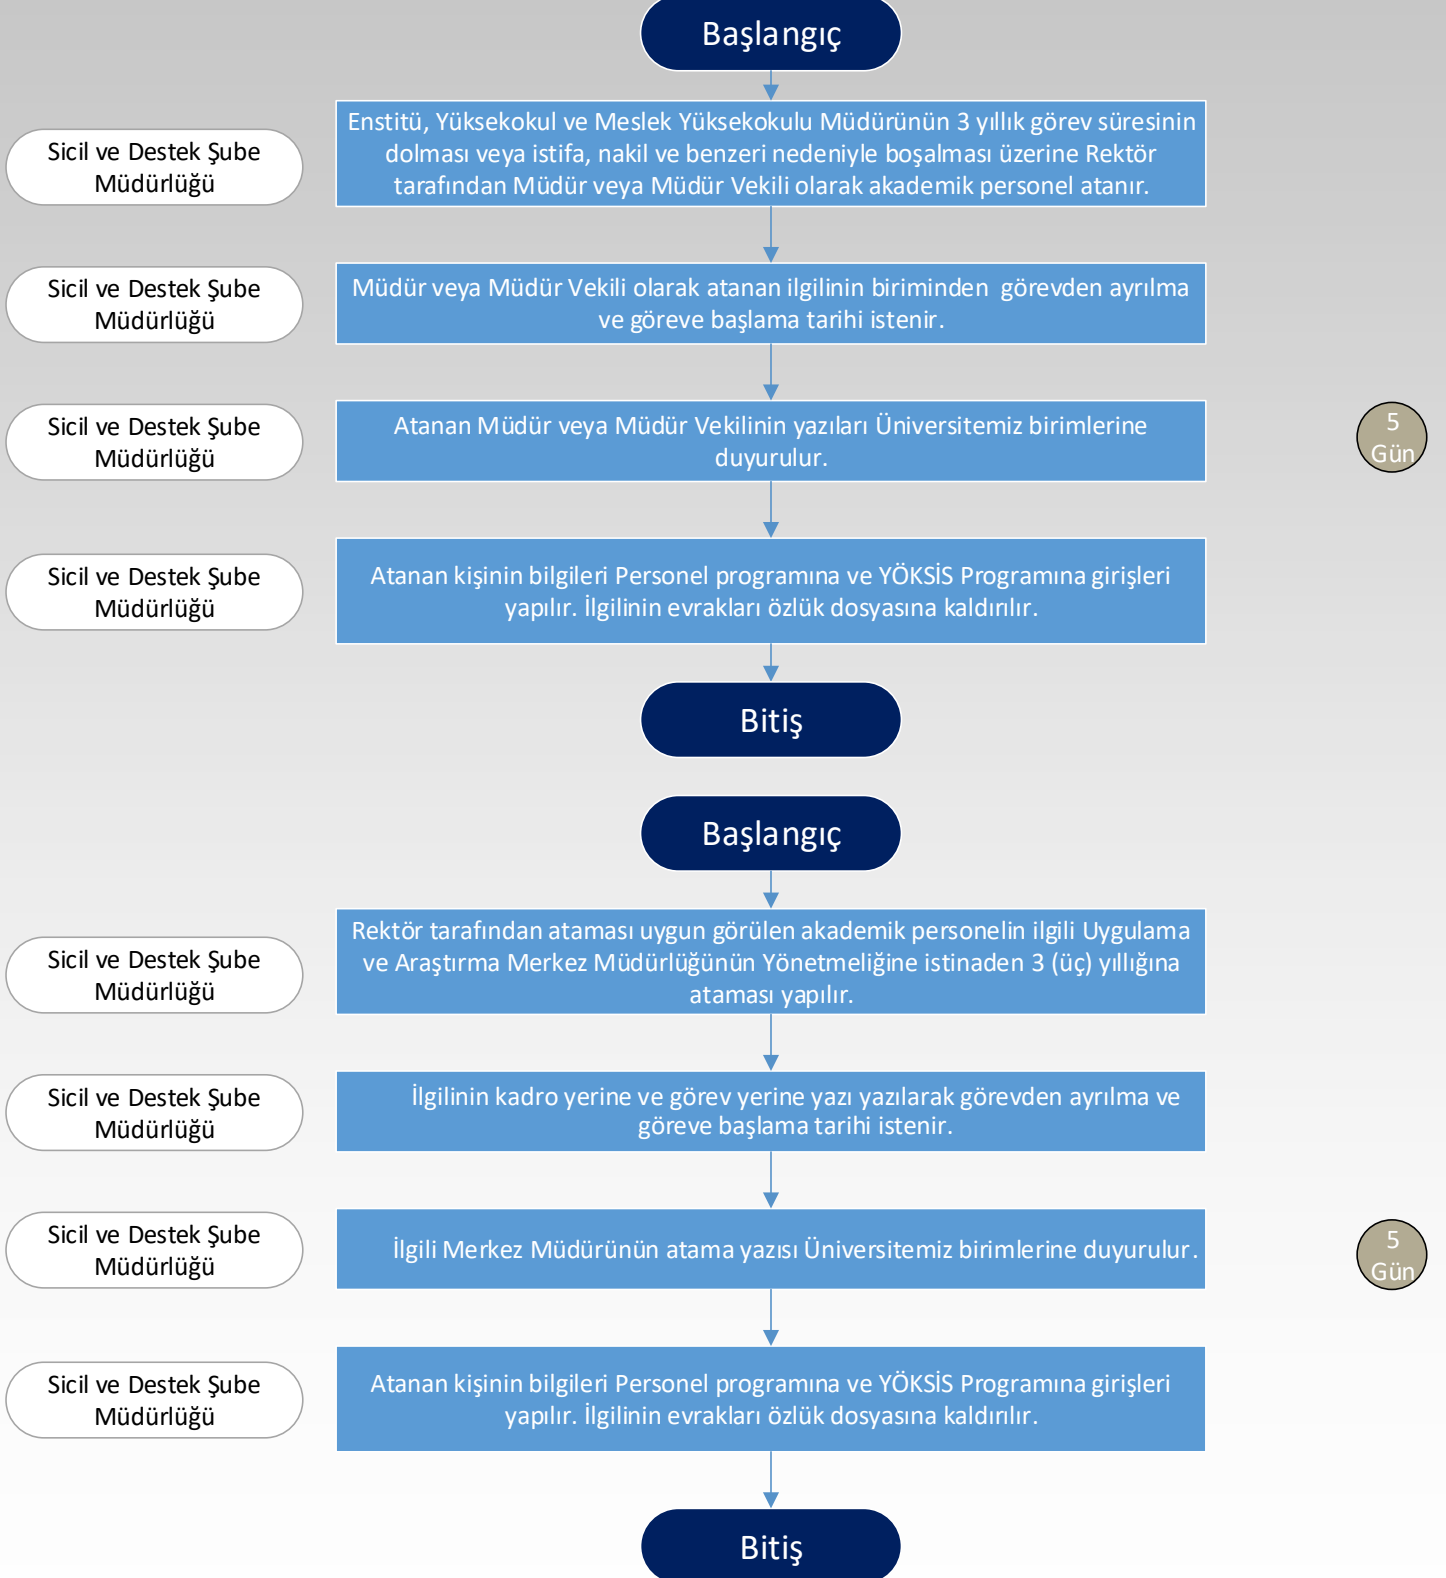 Başlangıç
Sicil ve Destek Şube
Müdürlüğü
Enstitü, Yüksekokul ve Meslek Yüksekokulu Müdürünün 3 yıllık görev süresinin
dolması veya istifa, nakil ve benzeri nedeniyle boşalması üzerine Rektör
tarafından Müdür veya Müdür Vekili olarak akademik personel atanır.
Sicil ve Destek Şube
Müdürlüğü
Müdür veya Müdür Vekili olarak atanan ilgilinin biriminden görevden ayrılma
ve göreve başlama tarihi istenir.
Sicil ve Destek Şube
Müdürlüğü
Atanan Müdür veya Müdür Vekilinin yazıları Üniversitemiz birimlerine
duyurulur.
5
Gün
Sicil ve Destek Şube
Müdürlüğü
Atanan kişinin bilgileri Personel programına ve YÖKSİS Programına girişleri
yapılır. İlgilinin evrakları özlük dosyasına kaldırılır.
Bitiş
Başlangıç
Sicil ve Destek Şube
Müdürlüğü
Rektör tarafından ataması uygun görülen akademik personelin ilgili Uygulama
ve Araştırma Merkez Müdürlüğünün Yönetmeliğine istinaden 3 (üç) yıllığına
ataması yapılır.
Sicil ve Destek Şube
Müdürlüğü
İlgilinin kadro yerine ve görev yerine yazı yazılarak görevden ayrılma ve
göreve başlama tarihi istenir.
Sicil ve Destek Şube
Müdürlüğü
İlgili Merkez Müdürünün atama yazısı Üniversitemiz birimlerine duyurulur.
5
Gün
Sicil ve Destek Şube
Müdürlüğü
Atanan kişinin bilgileri Personel programına ve YÖKSİS Programına girişleri
yapılır. İlgilinin evrakları özlük dosyasına kaldırılır.
Bitiş